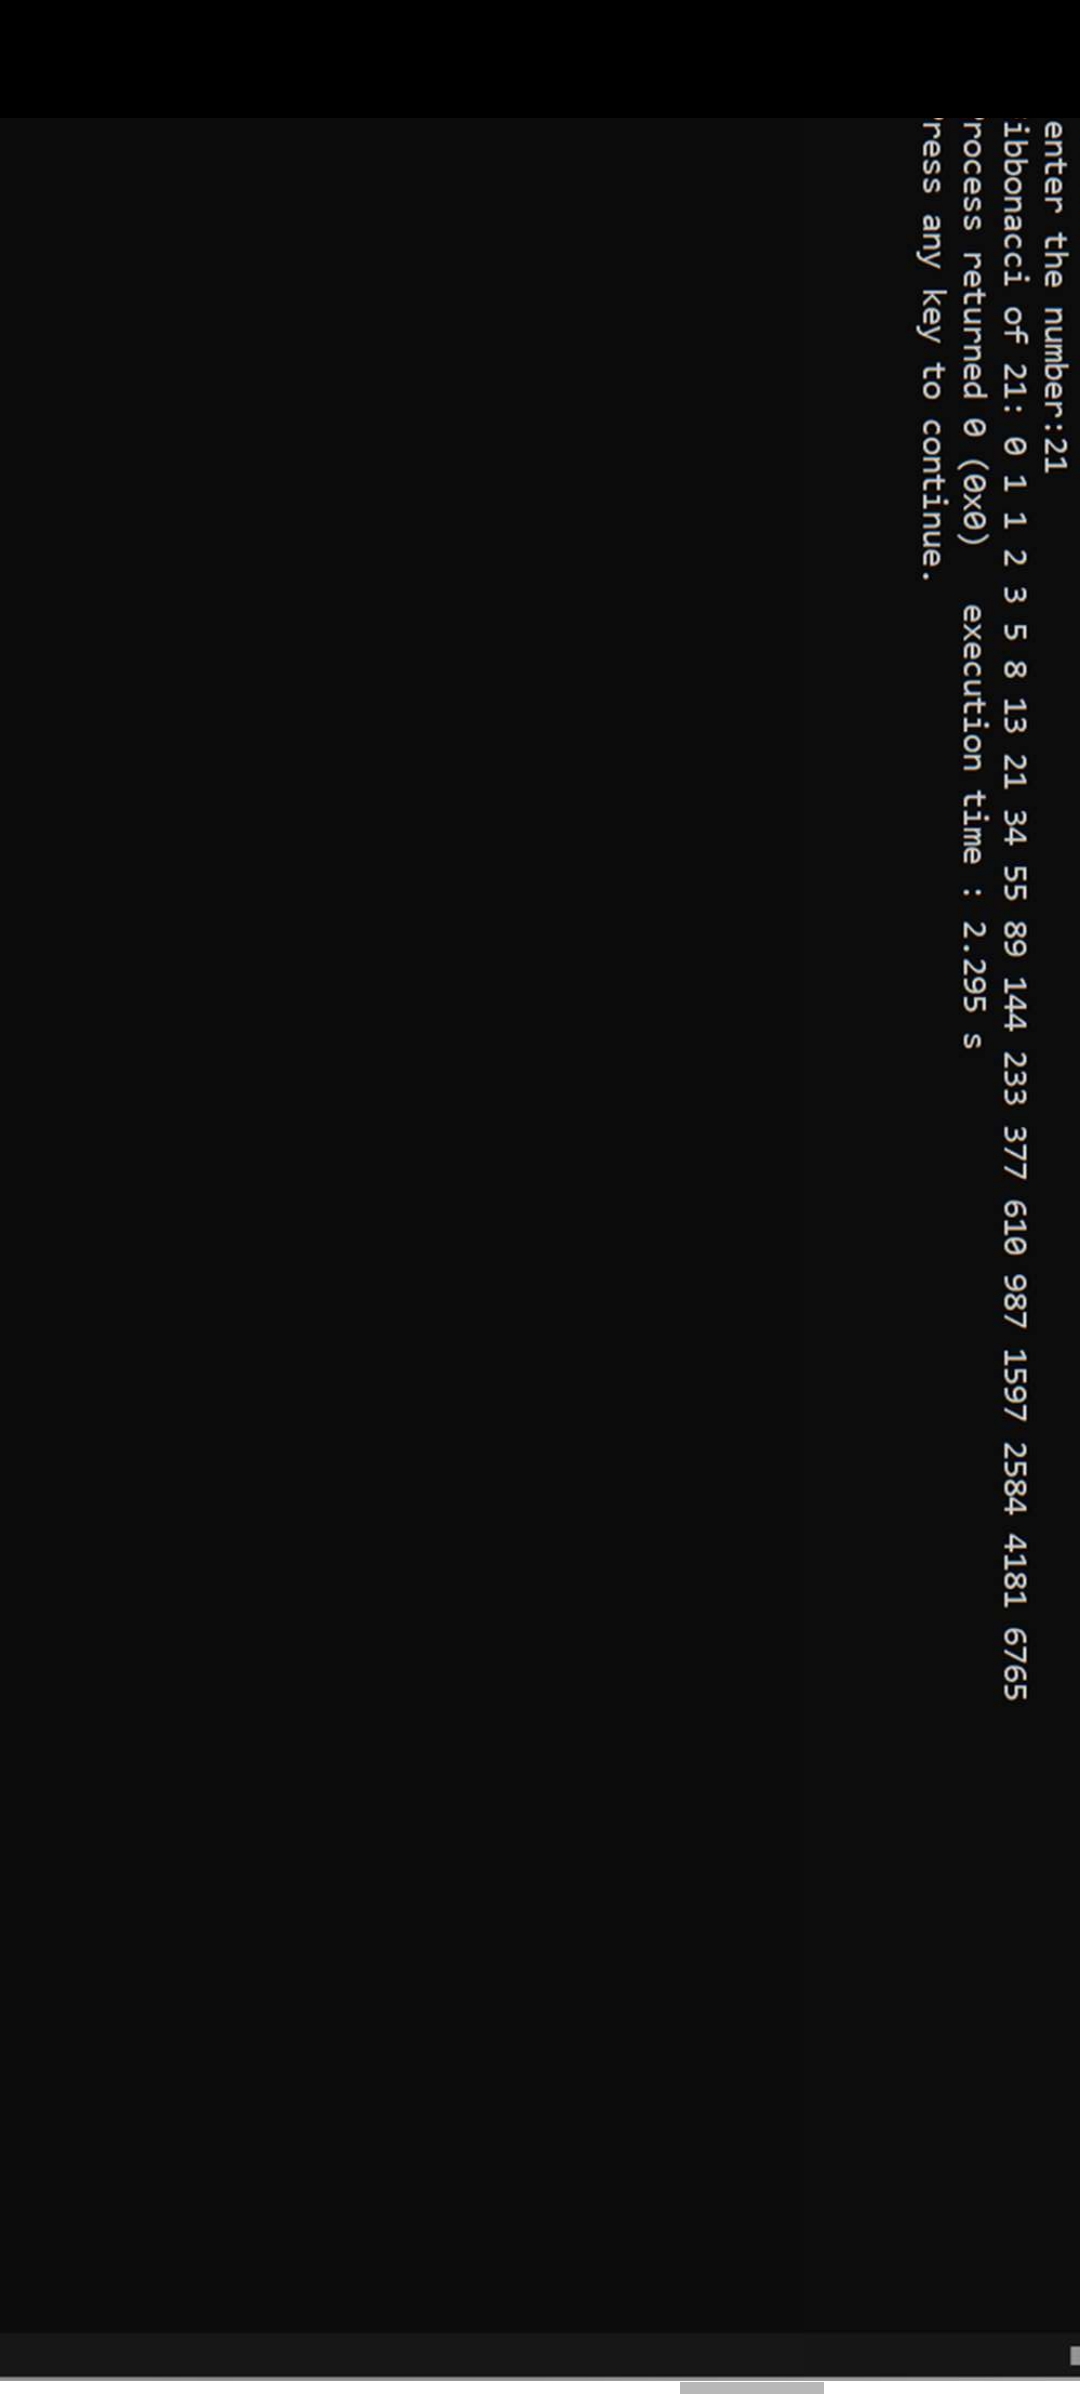 enter the number:21
ibbonacci of 21: 0 1 1 2 3 5 8 13 21 34 55 89 144 233 377 610 987 1597 2584 4181 6765
rocess returned 0 (0x0)   execution time : 2.295 s
ress any key to continue.